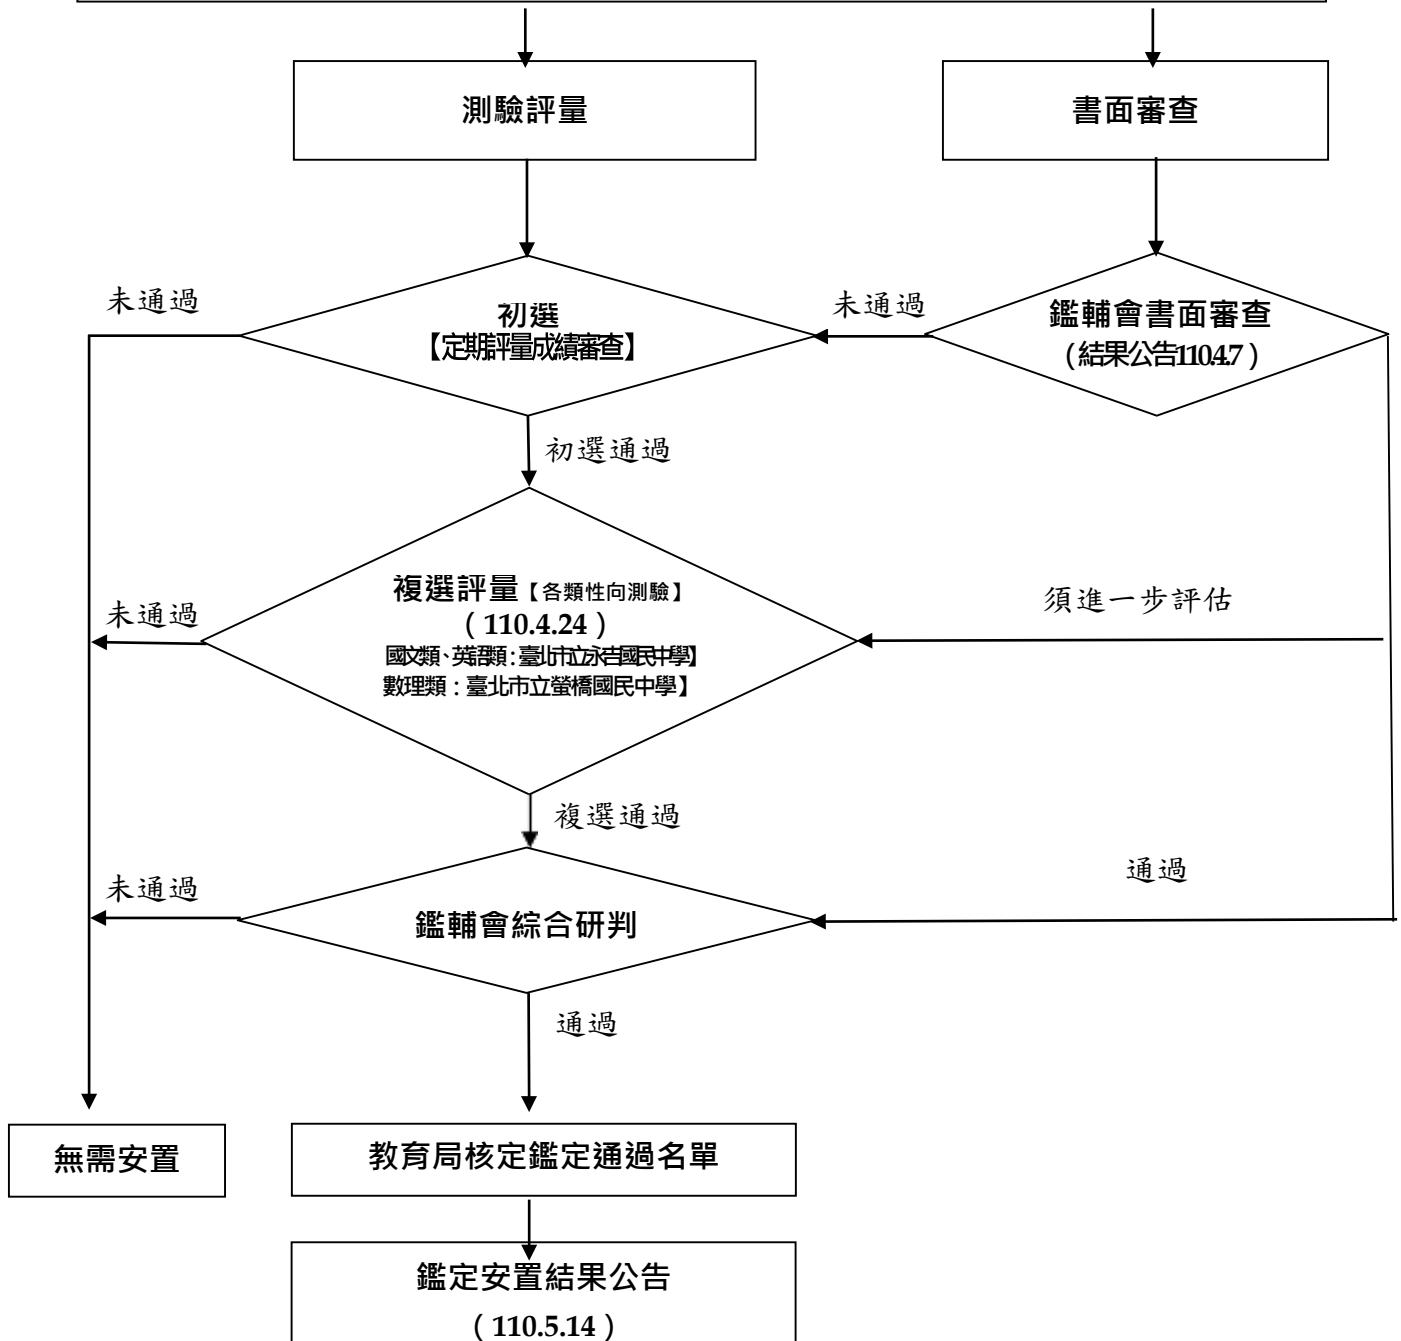 測驗評量
書面審查
未通過
初選
【定期評量成績審查】
未通過
鑑輔會書面審查
(結果公告110.4.7)
初選通過
未通過
複選評量【各類性向測驗】
(110.4.24)
國文類、英語類:臺北市立永吉國民中學】
數理類:臺北市立螢橋國民中學】
須進一步評估
複選通過
未通過
鑑輔會綜合研判
通過
通過
無需安置
教育局核定鑑定通過名單
鑑定安置結果公告
(110.5.14)